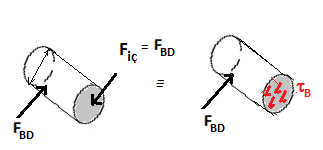 Fiç = FBD
≡
τB
FBD
FBD